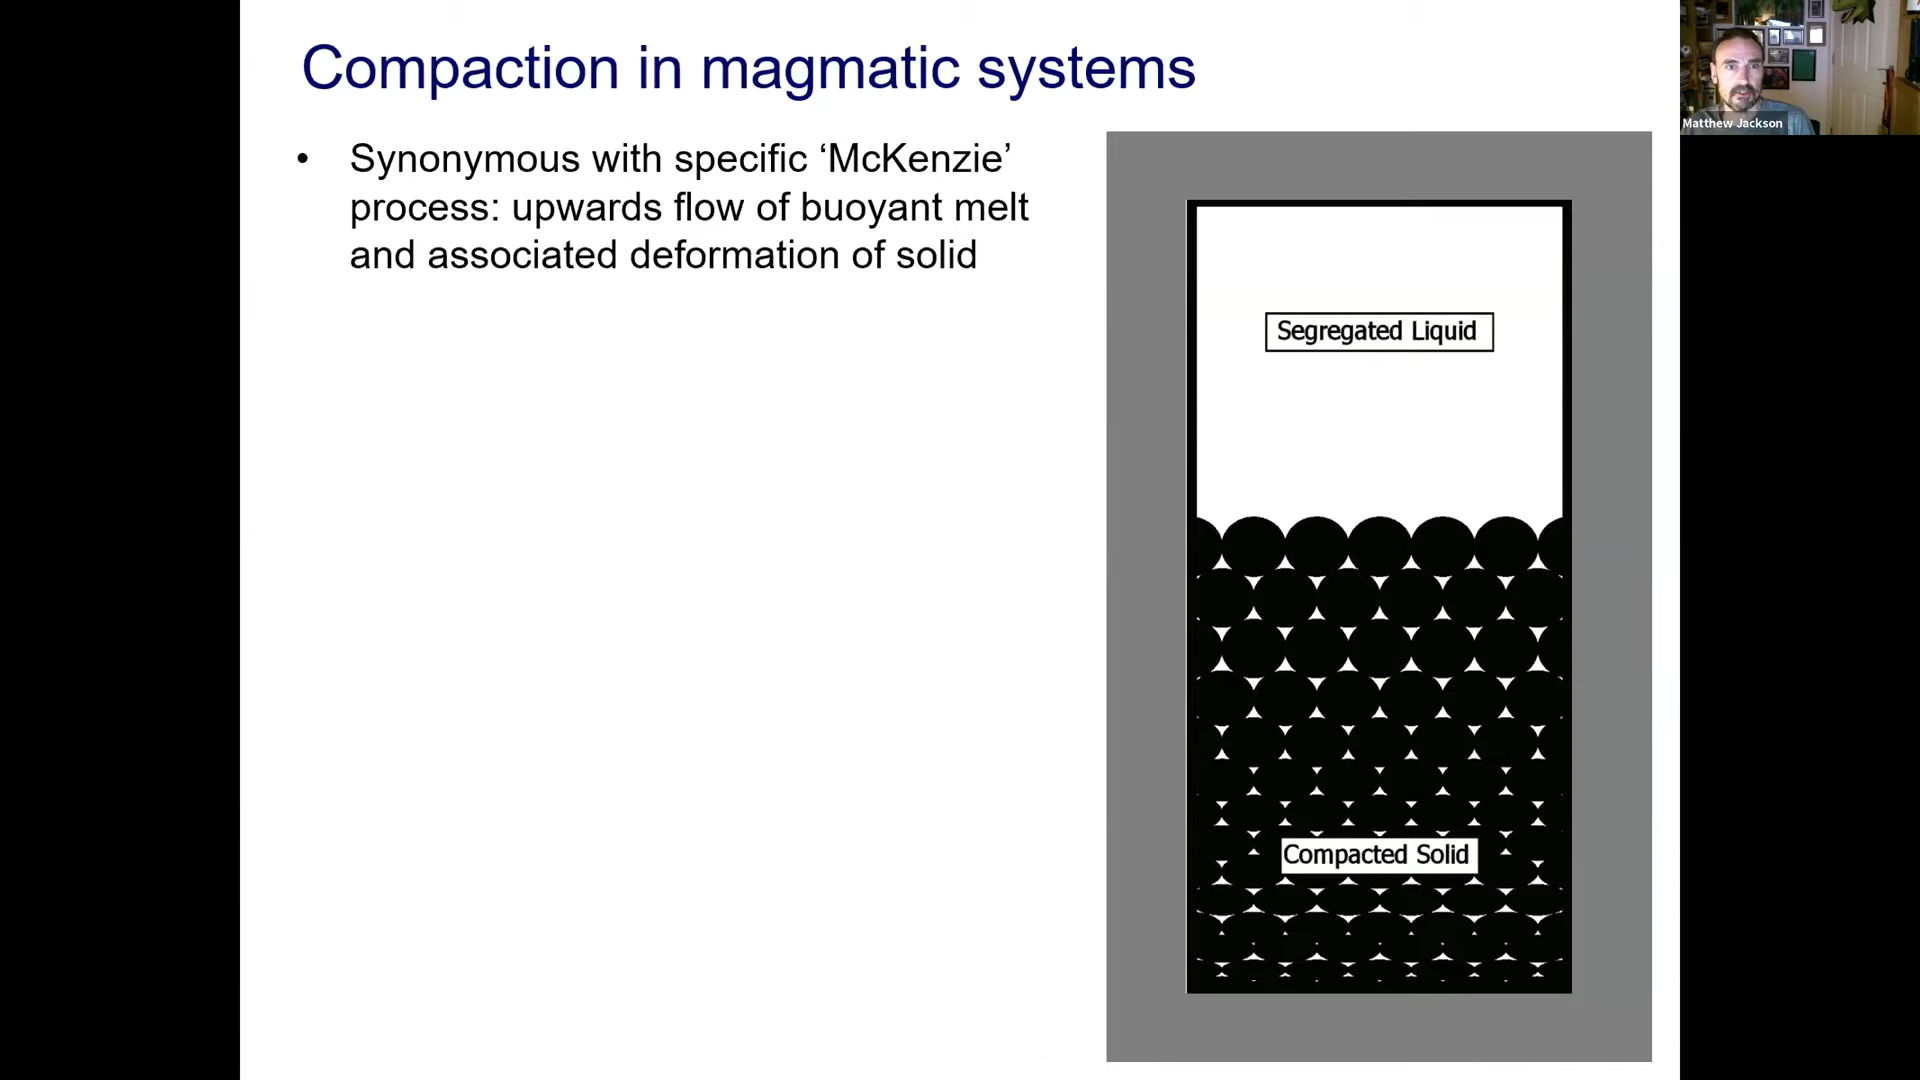 Compaction in magmatic systems
Matthew Jackson
• Synonymous with specific ‘McKenzie’
process: upwards flow of buoyant melt
and associated deformation of solid
Segregated Liquid
Compacted Solid